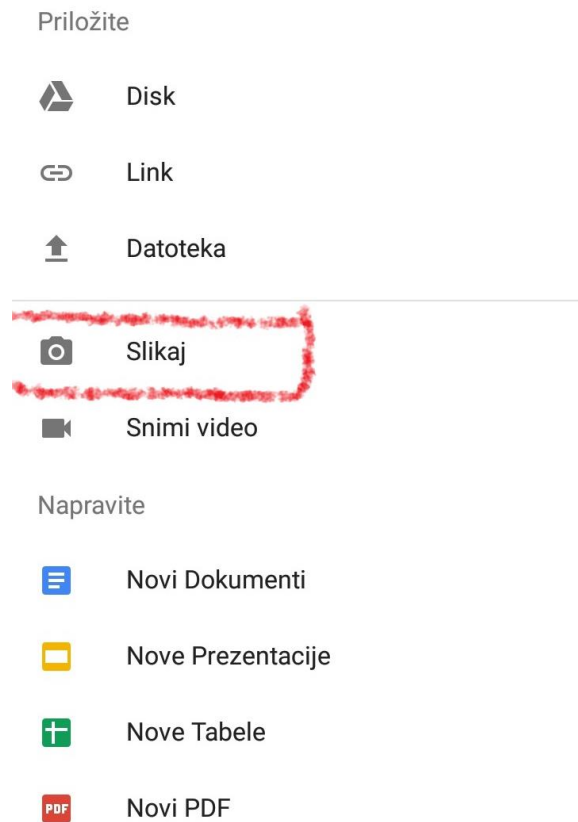 Priložite
Disk
Link
Datoteka
Slikaj
Snimi video
Napravite
Novi Dokumenti
Nove Prezentacije
Nove Tabele
PDF Novi PDF